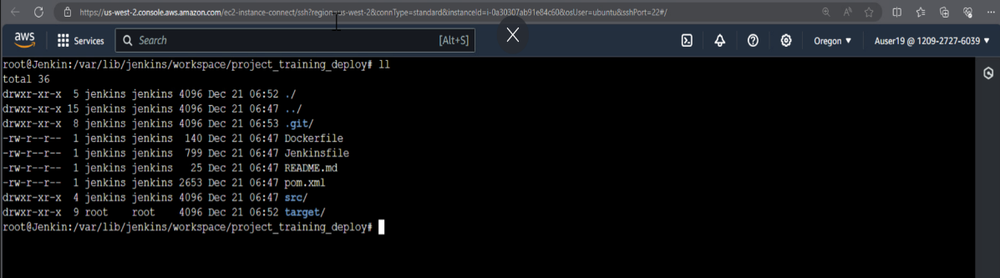 https://us-west-2.console.aws.amazon.com/ec2-instance-connect/ssh?region=us-west-2&connType=standard&instanceId=i-0a30307ab91e84c60&osUser=ubuntu&sshPort=22#/
aws Services Search [Alt+S] Oregon ▼ Auser19 @ 1209-2727-6039 ▼
root@Jenkin:/var/lib/jenkins/workspace/project_training_deploy# ll
total 36
drwxr-xr-x  5 jenkins jenkins 4096 Dec 21 06:52 ./
drwxr-xr-x 15 jenkins jenkins 4096 Dec 21 06:47 ../
drwxr-xr-x  8 jenkins jenkins 4096 Dec 21 06:53 .git/
-rw-r--r--  1 jenkins jenkins  140 Dec 21 06:47 Dockerfile
-rw-r--r--  1 jenkins jenkins  799 Dec 21 06:47 Jenkinsfile
-rw-r--r--  1 jenkins jenkins   25 Dec 21 06:47 README.md
-rw-r--r--  1 jenkins jenkins 2653 Dec 21 06:47 pom.xml
drwxr-xr-x  4 jenkins jenkins 4096 Dec 21 06:47 src/
drwxr-xr-x  9 root    root    4096 Dec 21 06:52 target/
root@Jenkin:/var/lib/jenkins/workspace/project_training_deploy#